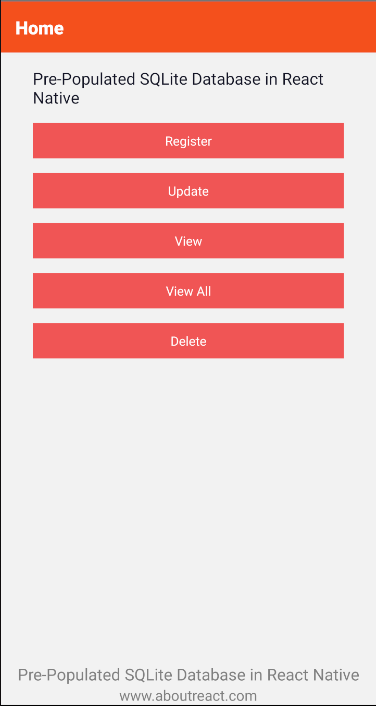 Home
Pre-Populated SQLite Database in React
Native
Register
Update
View
View All
Delete
Pre-Populated SQLite Database in React Native
www.aboutreact.com